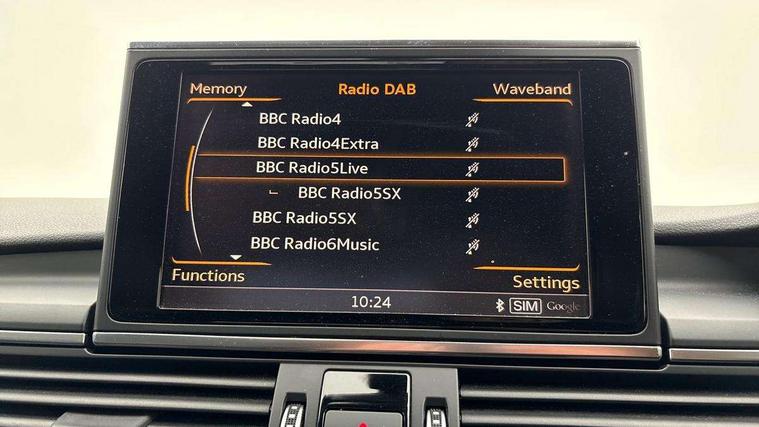 Memory Radio DAB Waveband
BBC Radio4
BBC Radio4Extra
BBC Radio5Live
BBC Radio5SX
BBC Radio5SX
BBC Radio6Music
Functions Settings
10:24 SIM Google